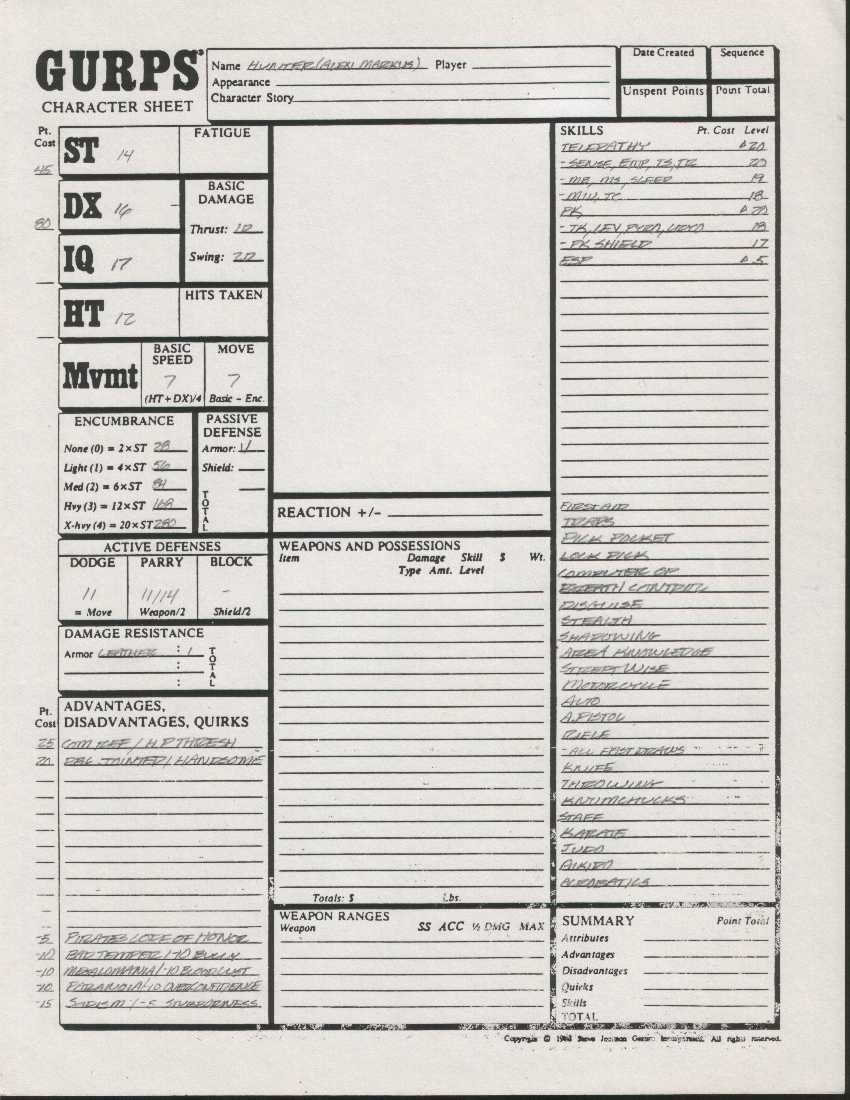 GURPS®
CHARACTER SHEET
Name HUNTER (ALEXI MARKUS) Player
Appearance
Character Story
Date Created
Sequence
Unspent Points
Point Total
Pt. Cost
45
80
ST 14
FATIGUE
DX 16
BASIC DAMAGE
Thrust: 1D
Swing: 2D
IQ 17
HT 12
HITS TAKEN
Mvmt
BASIC SPEED
7
(HT + DX)/4
MOVE
7
Basic – Enc.
ENCUMBRANCE
None (0) = 2×ST 28
Light (1) = 4×ST 56
Med (2) = 6×ST 84
Hvy (3) = 12×ST 168
X-hvy (4) = 20×ST 280
PASSIVE DEFENSE
Armor: 1/
Shield:
TOTAL
ACTIVE DEFENSES
DODGE
11
= Move
PARRY
11/14
Weapon/2
BLOCK
-
Shield/2
DAMAGE RESISTANCE
Armor LEATHER : 1
:
:
TOTAL
Pt. Cost
ADVANTAGES, DISADVANTAGES, QUIRKS
25 COM REF / H.P. THRESH
20 DBL JOINTED / HANDSOME
-5 PIRATES CODE OF HONOR
-10 BAD TEMPER / -10 BULLY
-10 MEGALOMANIA / -10 BLOODLUST
-10 PARANOIA / -10 OVERCONFIDENCE
-15 SADISM / -5 STUBBORNESS
REACTION +/–
WEAPONS AND POSSESSIONS
Item Damage Skill $ Wt.
Type Amt. Level
Totals: $ Lbs.
WEAPON RANGES
Weapon SS ACC ½ DMG MAX
SKILLS Pt. Cost Level
TELEPATHY P 20
- SENSE, EMP, TS, TR 20
- MB, MS, SLEEP 19
18
PK P 20
- TK, LEV, PYRO, CRYO 18
- PK SHIELD 17
ESP P 5
FIRST AID
TRAPS
PICK POCKET
LOCK PICK
COMPUTER OP
BREATH CONTROL
DISGUISE
STEALTH
SHADOWING
AREA KNOWLEDGE
STREET WISE
MOTORCYCLE
AUTO
A. PISTOL
RIFLE
- ALL FAST DRAWS
KNIFE
THROWING
STAFF
KARATE
JUDO
AIKIDO
ACROBATICS
SUMMARY Point Total
Attributes
Advantages
Disadvantages
Quirks
Skills
TOTAL
Steve Jackson Games Incorporated. All rights reserved.